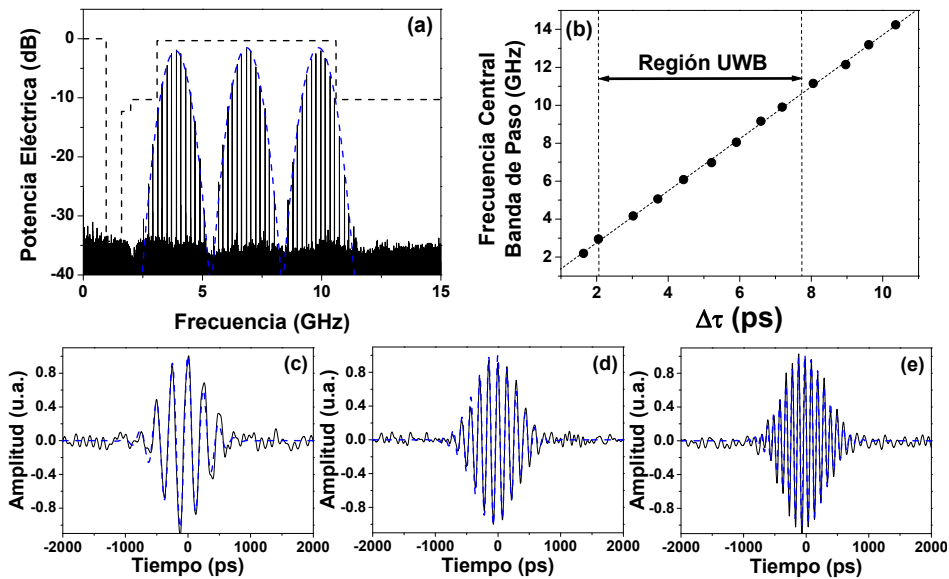 (a)
Potencia Eléctrica (dB)
0
-10
-20
-30
-40
0 5 10 15
Frecuencia (GHz)
(b)
Región UWB
Frecuencia Central
Banda de Paso (GHz)
14
12
10
8
6
4
2
2 4 6 8 10
Δτ (ps)
(c)
Amplitud (u.a.)
0.8
0.4
0.0
-0.4
-0.8
-2000 -1000 0 1000 2000
Tiempo (ps)
(d)
Amplitud (u.a.)
0.8
0.4
0.0
-0.4
-0.8
-2000 -1000 0 1000 2000
Tiempo (ps)
(e)
Amplitud (u.a.)
0.8
0.4
0.0
-0.4
-0.8
-2000 -1000 0 1000 2000
Tiempo (ps)